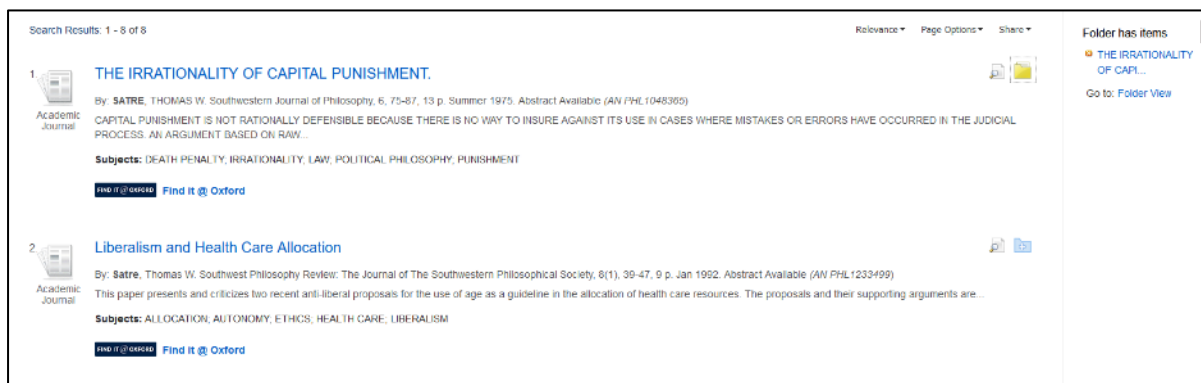 Search Results: 1 - 8 of 8
Relevance Page Options Share
1.
THE IRRATIONALITY OF CAPITAL PUNISHMENT.
By: SATRE, THOMAS W. Southwestern Journal of Philosophy, 6, 75-87, 13 p. Summer 1975. Abstract Available (AN PHL1048365)
Academic
Journal
CAPITAL PUNISHMENT IS NOT RATIONALLY DEFENSIBLE BECAUSE THERE IS NO WAY TO INSURE AGAINST ITS USE IN CASES WHERE MISTAKES OR ERRORS HAVE OCCURRED IN THE JUDICIAL
PROCESS. AN ARGUMENT BASED ON RAW...
Subjects: DEATH PENALTY; IRRATIONALITY; LAW; POLITICAL PHILOSOPHY; PUNISHMENT
FIND IT @ OXFORD Find it @ Oxford
2.
Liberalism and Health Care Allocation
By: Satre, Thomas W. Southwest Philosophy Review: The Journal of The Southwestern Philosophical Society, 8(1), 39-47, 9 p. Jan 1992. Abstract Available (AN PHL1233499)
Academic
Journal
This paper presents and criticizes two recent anti-liberal proposals for the use of age as a guideline in the allocation of health care resources. The proposals and their supporting arguments are...
Subjects: ALLOCATION; AUTONOMY; ETHICS; HEALTH CARE; LIBERALISM
FIND IT @ OXFORD Find it @ Oxford
Folder has items
THE IRRATIONALITY
OF CAPI...
Go to: Folder View